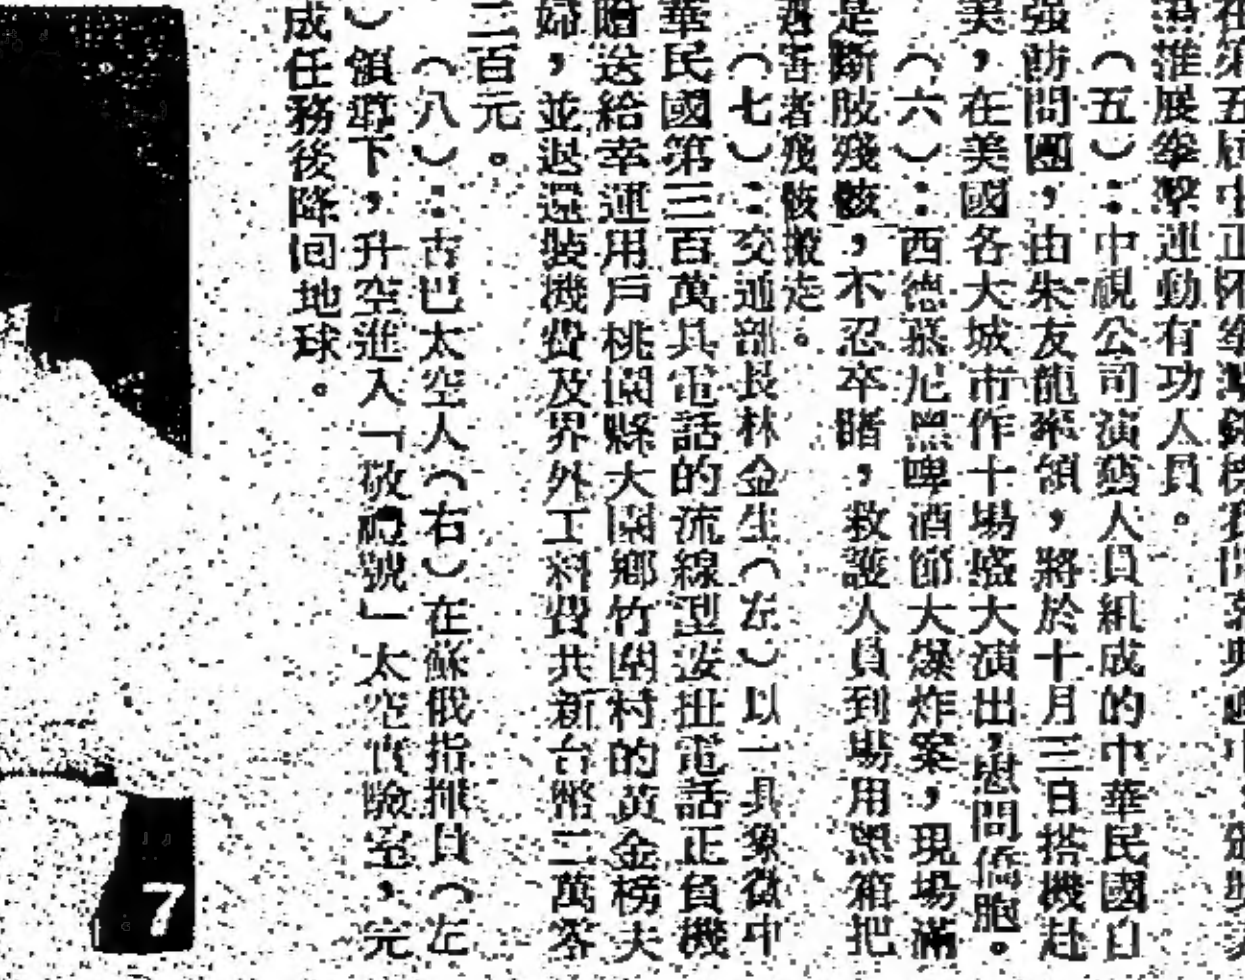 為推展拳擊運動有功人員。
（五）：中視公司演藝人員組成的中華民國自
強訪問團，由朱友龍率領，將於十月三日搭機赴
美，在美國各大城市作十場盛大演出，慰問僑胞。
（六）：西德慕尼黑啤酒節大爆炸案，現場滿
是斷肢殘骸，不忍卒睹，救護人員到場用黑箱把
遇害者殘骸搬走。
（七）：交通部長林金生（左）以一具象徵中
華民國第三百萬具電話的流線型按扭電話正負機
贈送給幸運用戶桃園縣大園鄉竹圍村的黃金榜夫
婦，並退還裝機費及界外工料費共新台幣二萬零
三百元。
（八）：古巴太空人（右）在蘇俄指揮員（左
）領導下，升空進入「敬禮號」太空實驗室，完
成任務後降回地球。
7